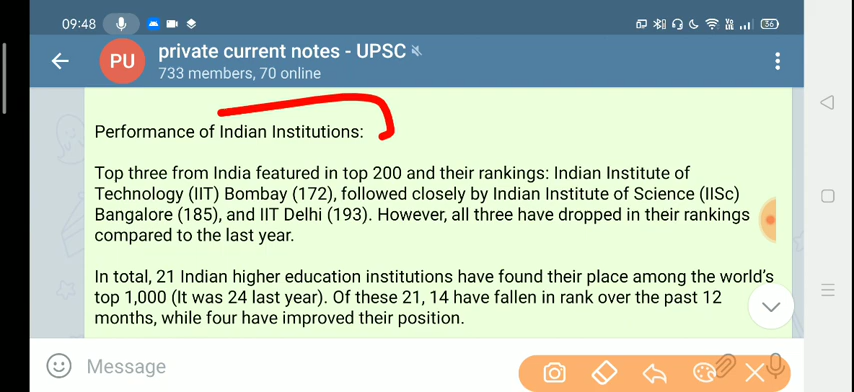 09:48
36
PU
private current notes - UPSC
733 members, 70 online
Performance of Indian Institutions:
Top three from India featured in top 200 and their rankings: Indian Institute of
Technology (IIT) Bombay (172), followed closely by Indian Institute of Science (IISc)
Bangalore (185), and IIT Delhi (193). However, all three have dropped in their rankings
compared to the last year.
In total, 21 Indian higher education institutions have found their place among the world's
top 1,000 (It was 24 last year). Of these 21, 14 have fallen in rank over the past 12
months, while four have improved their position.
Message